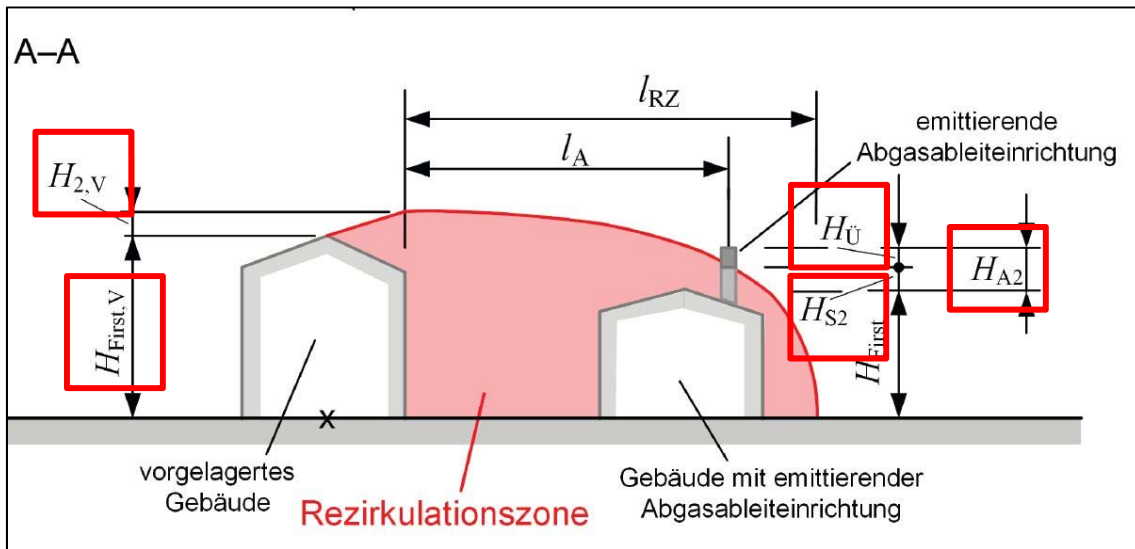 A–A
l_RZ
emittierende
Abgasableiteinrichtung
l_A
H_2,V
H_Ü
H_A2
H_S2
H_First,V
H_First
x
vorgelagertes
Gebäude
Rezirkulationszone
Gebäude mit emittierender
Abgasableiteinrichtung